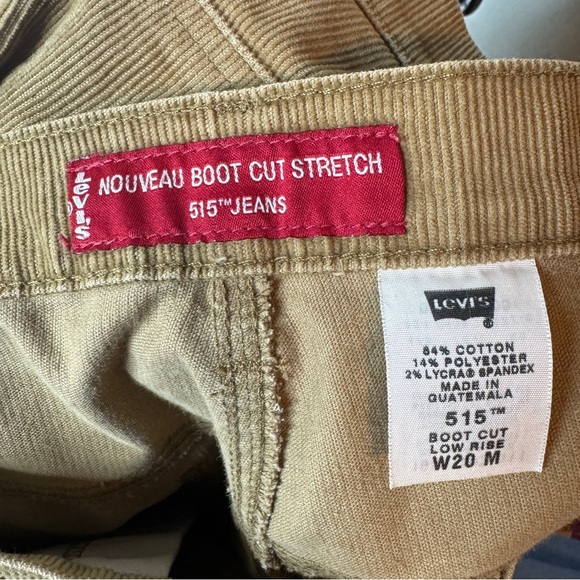 LEVI'S
NOUVEAU BOOT CUT STRETCH
515™ JEANS
LEVI'S®
84% COTTON
14% POLYESTER
2% LYCRA® SPANDEX
MADE IN
GUATEMALA
515™
BOOT CUT
LOW RISE
W20 M